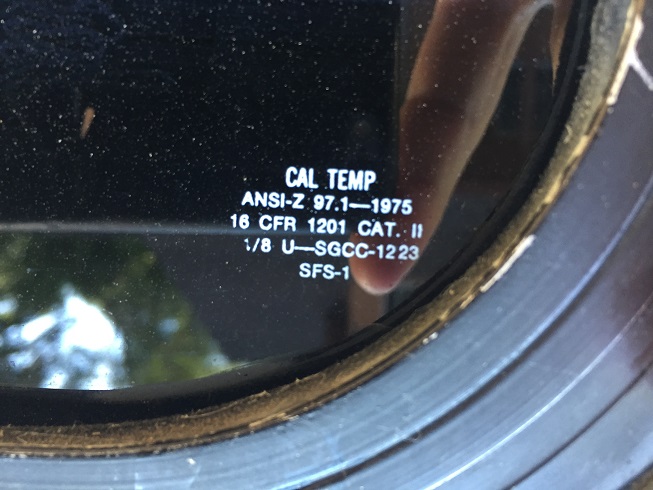 CAL TEMP
ANSI-Z 97.1—1975
16 CFR 1201 CAT. II
1/8 U—SGCC-1223
SFS-1